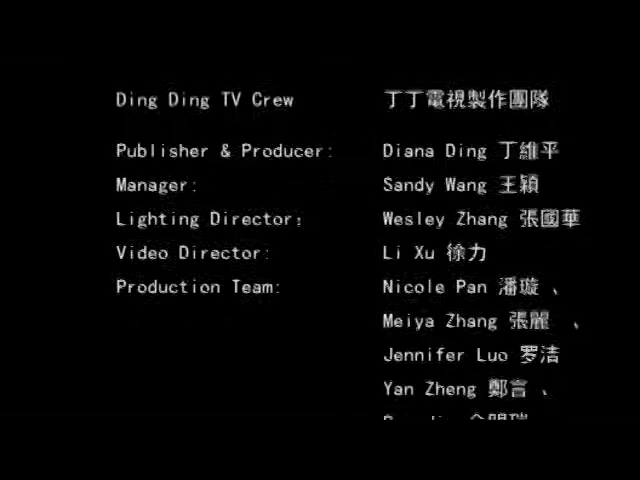 Ding Ding TV Crew 丁丁電視製作團隊
Publisher & Producer: Diana Ding 丁維平
Manager: Sandy Wang 王穎
Lighting Director: Wesley Zhang 張國華
Video Director: Li Xu 徐力
Production Team: Nicole Pan 潘璇、
Meiya Zhang 張麗 、
Jennifer Luo 罗洁
Yan Zheng 鄭言、